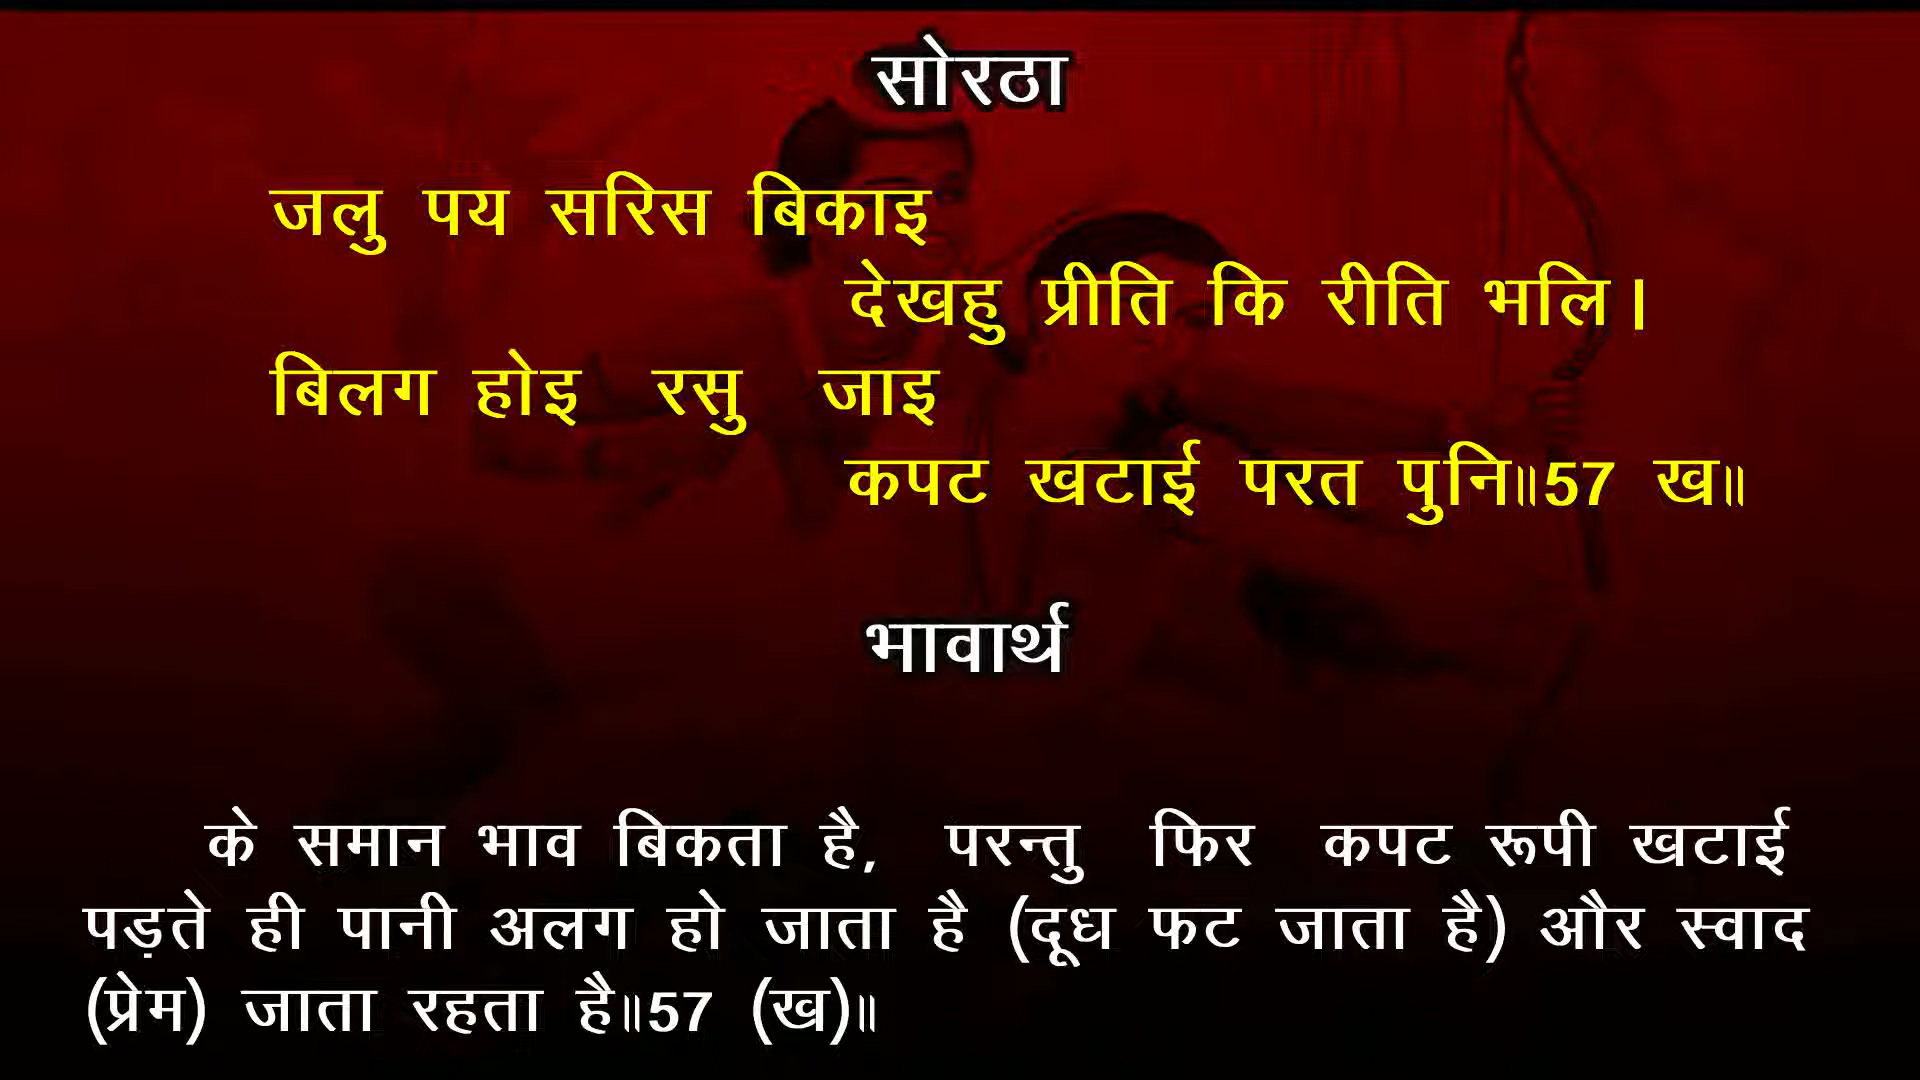 सोरठा
जलु पय सरिस बिकाइ
देखहु प्रीति कि रीति भलि।
बिलग होइ रसु जाइ
कपट खटाई परत पुनि॥57 ख॥
भावार्थ
के समान भाव बिकता है, परन्तु फिर कपट रूपी खटाई
पड़ते ही पानी अलग हो जाता है (दूध फट जाता है) और स्वाद
(प्रेम) जाता रहता है॥57 (ख)॥